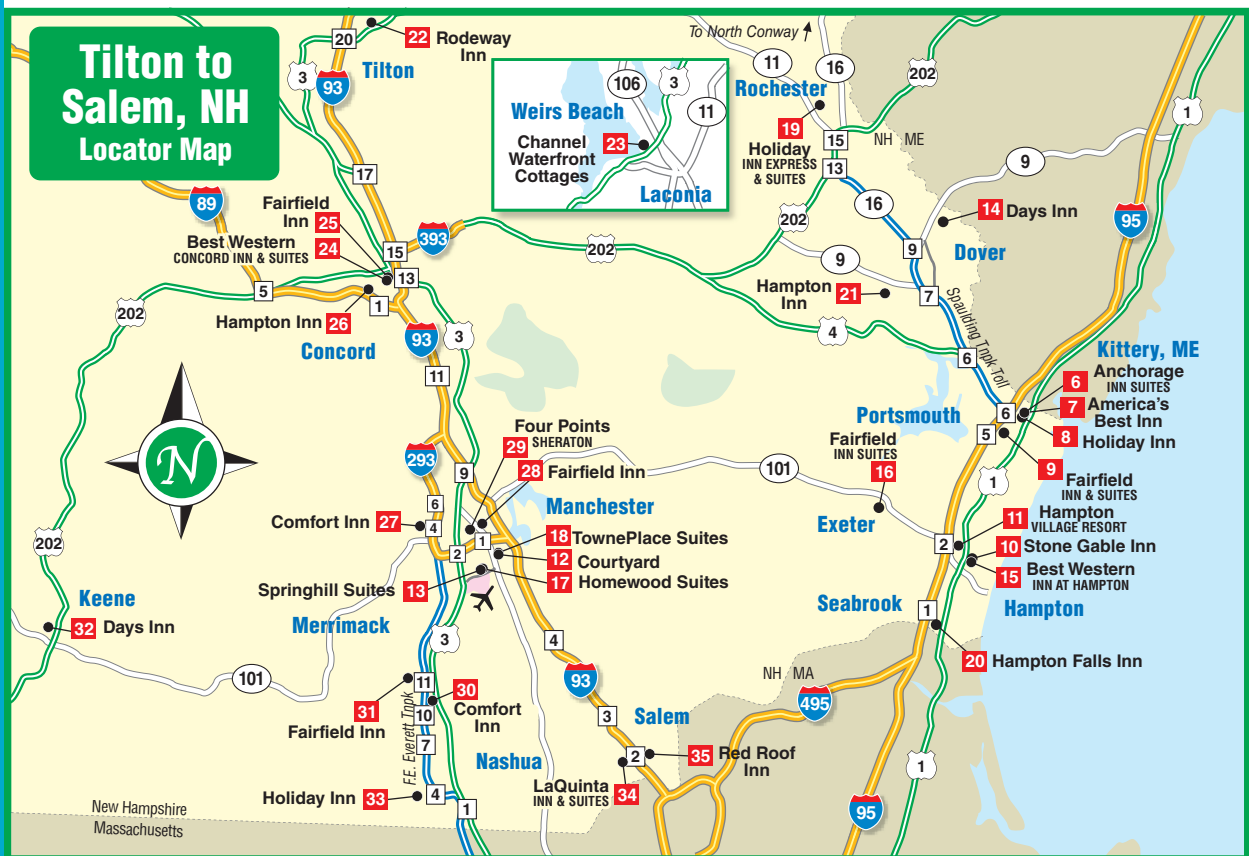 Tilton to
Salem, NH
Locator Map
20
22 Rodeway
Inn
3
93
Tilton
To North Conway
11
16
202
1
Rochester
106
3
11
Weirs Beach
Channel
Waterfront
Cottages
23
Laconia
19
Holiday
INN EXPRESS
& SUITES
15
NH ME
13
9
16
17
89
Fairfield
Inn 25
Best Western
CONCORD INN & SUITES
24
393
15
13
202
202
14 Days Inn
95
9
Dover
9
Hampton
Inn 21
7
5
1
Hampton Inn 26
Concord
202
93
3
11
4
Spaulding Tnpk Toll
6
Kittery, ME
6 Anchorage
INN SUITES
7 America's
Best Inn
8 Holiday Inn
6
5
Portsmouth
N
Four Points
SHERATON
29
28 Fairfield Inn
293
9
101
Fairfield
INN SUITES
16
1
9 Fairfield
INN & SUITES
6
4
Comfort Inn 27
Manchester
Exeter
11 Hampton
VILLAGE RESORT
1
2
18 TownePlace Suites
12 Courtyard
17 Homewood Suites
2
10 Stone Gable Inn
15 Best Western
INN AT HAMPTON
202
Springhill Suites 13
Keene
32 Days Inn
Merrimack
3
Seabrook
1
Hampton
4
20 Hampton Falls Inn
101
93
NH MA
495
11
31
Fairfield Inn
30
Comfort
Inn
10
F.E. Everett Tnpk
7
3
Salem
Nashua
2
35 Red Roof
Inn
LaQuinta
INN & SUITES
34
1
Holiday Inn 33
4
1
95
New Hampshire
Massachusetts